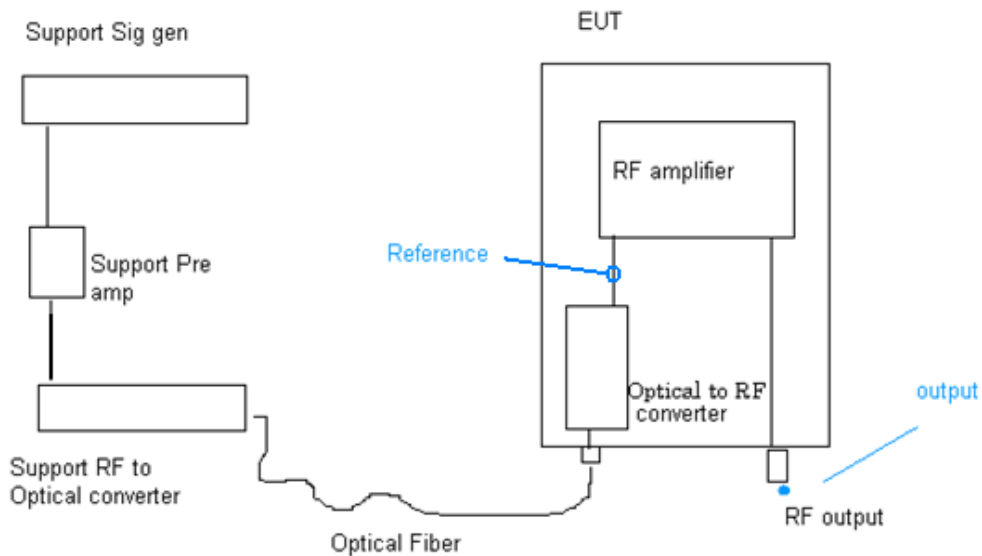 Support Sig gen
EUT
RF amplifier
Reference
Support Pre
amp
Optical to RF
converter
output
Support RF to
Optical converter
RF output
Optical Fiber